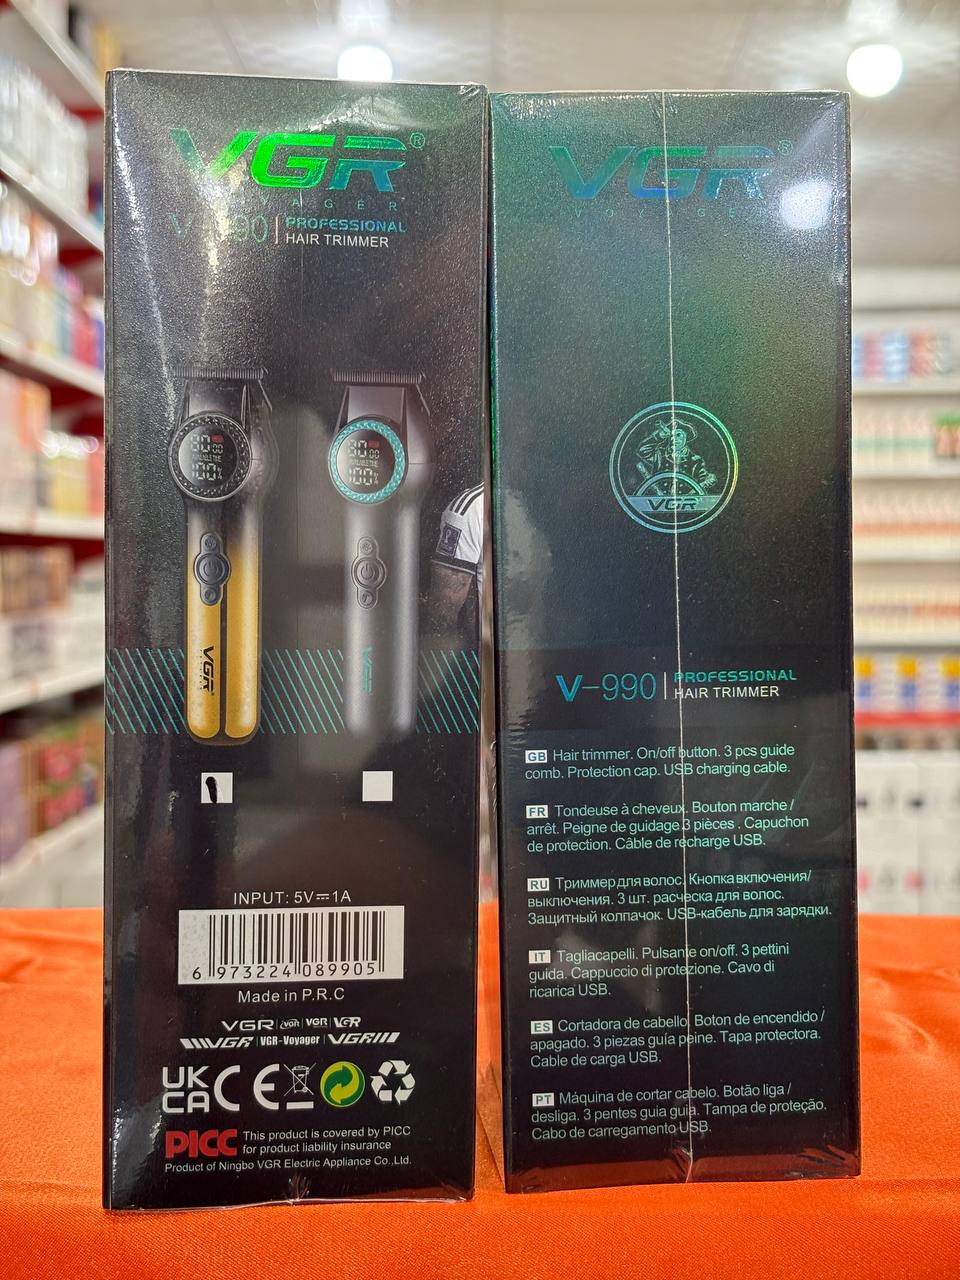 VGR®
VOYAGER
V-990 | PROFESSIONAL
HAIR TRIMMER
VGR
INPUT: 5V⎓1A
6 973224 089905
Made in P.R.C
VGR | VGR | VGR | VGR
VGR | VGR-Voyager | VGR
UK
CA CE
PICC This product is covered by PICC
for product liability insurance
Product of Ningbo VGR Electric Appliance Co.,Ltd.
VGR®
VOYAGER
VGR
V-990 | PROFESSIONAL
HAIR TRIMMER
GB Hair trimmer. On/off button. 3 pcs guide
comb. Protection cap. USB charging cable.
FR Tondeuse à cheveux. Bouton marche /
arrêt. Peigne de guidage 3 pièces . Capuchon
de protection. Câble de recharge USB.
RU Триммер для волос. Кнопка включения/
выключения. 3 шт. расческа для волос.
Защитный колпачок. USB-кабель для зарядки.
IT Tagliacapelli. Pulsante on/off. 3 pettini
guida. Cappuccio di protezione. Cavo di
ricarica USB.
ES Cortadora de cabello. Boton de encendido /
apagado. 3 piezas guía peine. Tapa protectora.
Cable de carga USB.
PT Máquina de cortar cabelo. Botão liga /
desliga. 3 pentes guia guia. Tampa de proteção.
Cabo de carregamento USB.